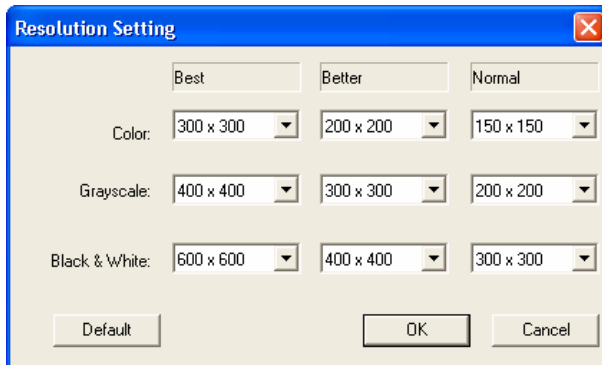 Resolution Setting
Best Better Normal
Color: 300 x 300 200 x 200 150 x 150
Grayscale: 400 x 400 300 x 300 200 x 200
Black & White: 600 x 600 400 x 400 300 x 300
Default OK Cancel